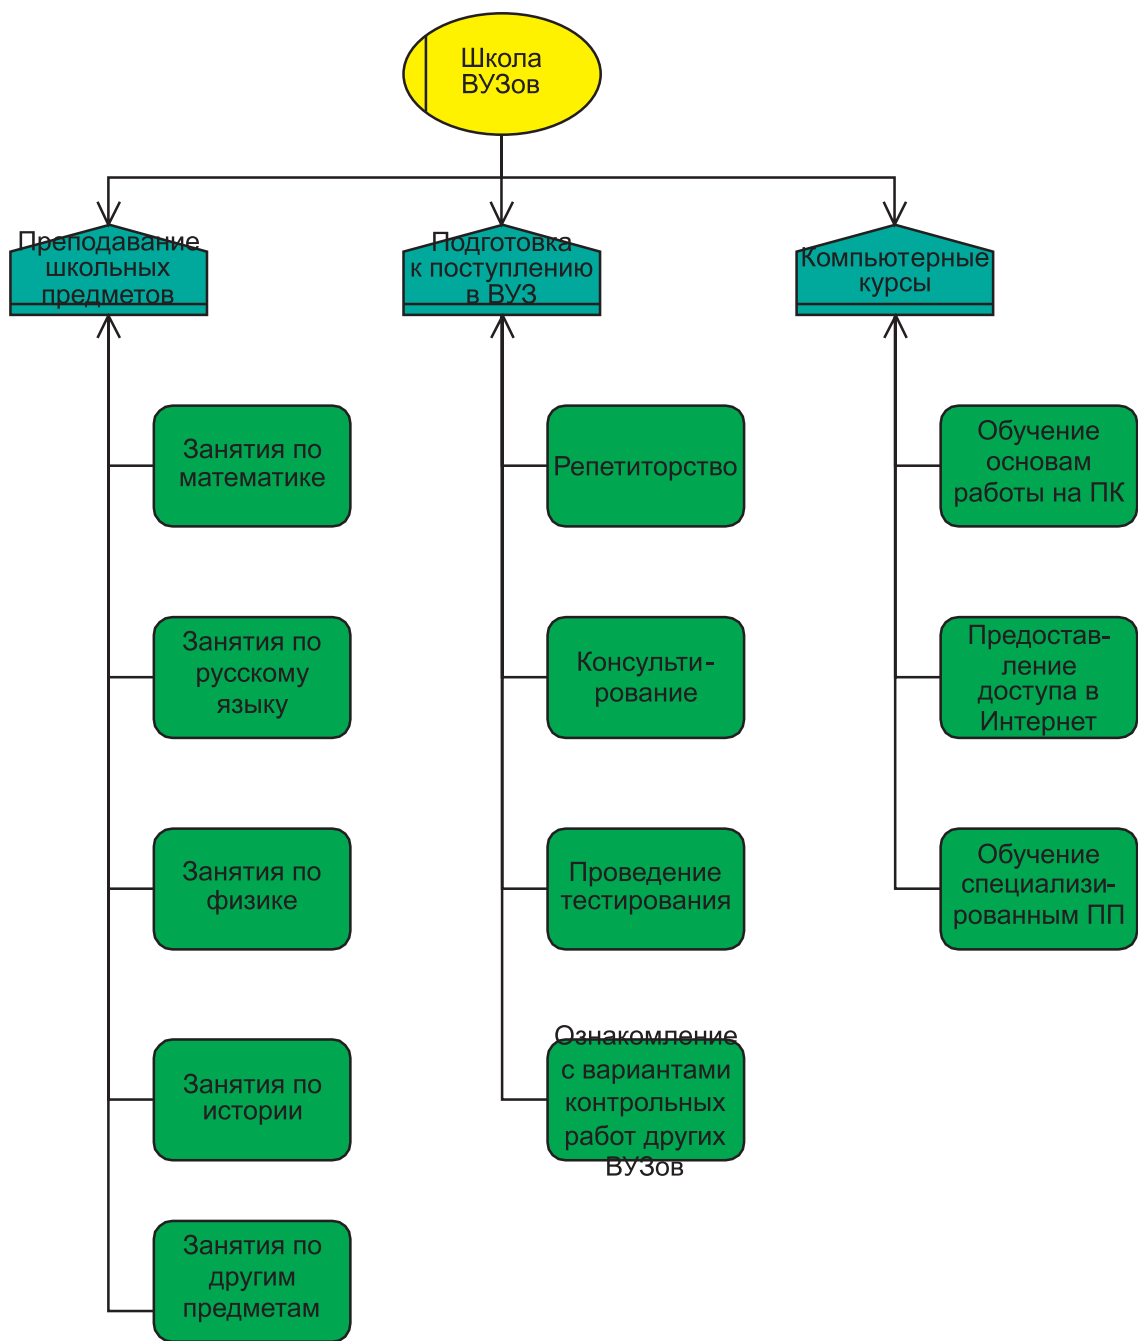 Школа
ВУЗов
Преподавание
школьных
предметов
Подготовка
к поступлению
в ВУЗ
Компьютерные
курсы
Занятия по
математике
Репетиторство
Обучение
основам
работы на ПК
Занятия по
русскому
языку
Консульти-
рование
Предостав-
ление
доступа в
Интернет
Занятия по
физике
Проведение
тестирования
Обучение
специализи-
рованным ПП
Занятия по
истории
Ознакомление
с вариантами
контрольных
работ других
ВУЗов
Занятия по
другим
предметам